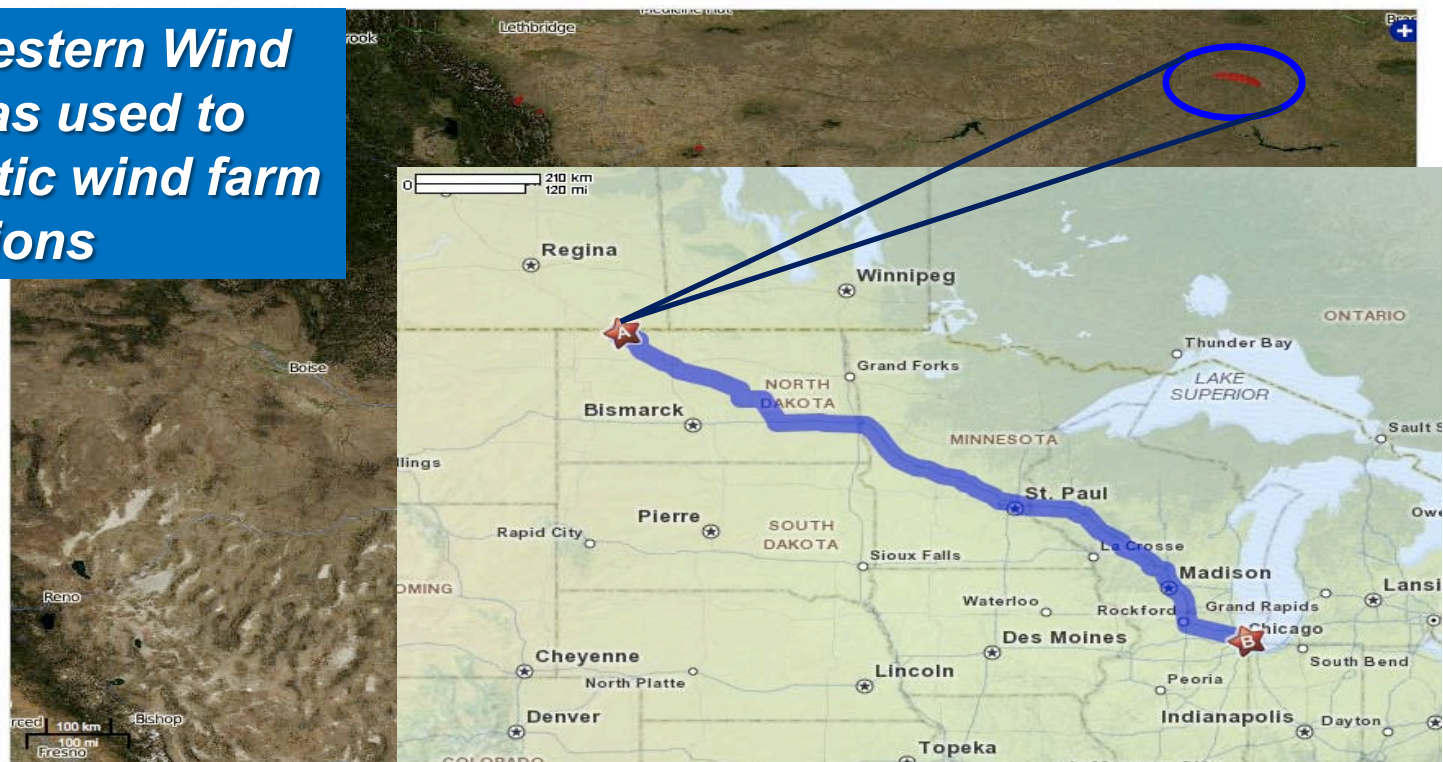 estern Wind
as used to
tic wind farm
ions
Lethbridge
ook
0
210 km
120 mi
Regina
Winnipeg
ONTARIO
A
Thunder Bay
Grand Forks
LAKE
SUPERIOR
NORTH
DAKOTA
Boise
Bismarck
Sault S
MINNESOTA
llings
St. Paul
Pierre
Owe
SOUTH
DAKOTA
Rapid City
La Crosse
Sioux Falls
Madison
OMING
Lansi
Reno
Waterloo
Rockford
Grand Rapids
Chicago
B
Des Moines
Cheyenne
South Bend
Lincoln
North Platte
Peoria
Denver
Indianapolis
Dayton
rced
100 km
Bishop
100 mi
Fresno
Topeka
COLORADO